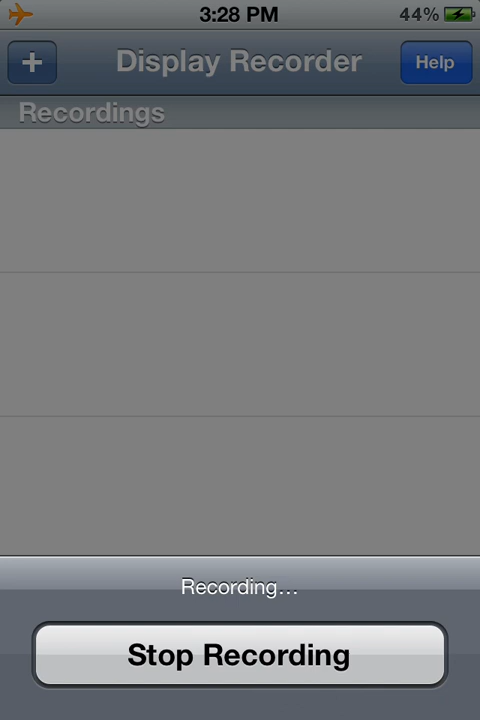 3:28 PM
44%
+
Display Recorder
Help
Recordings
Recording...
Stop Recording